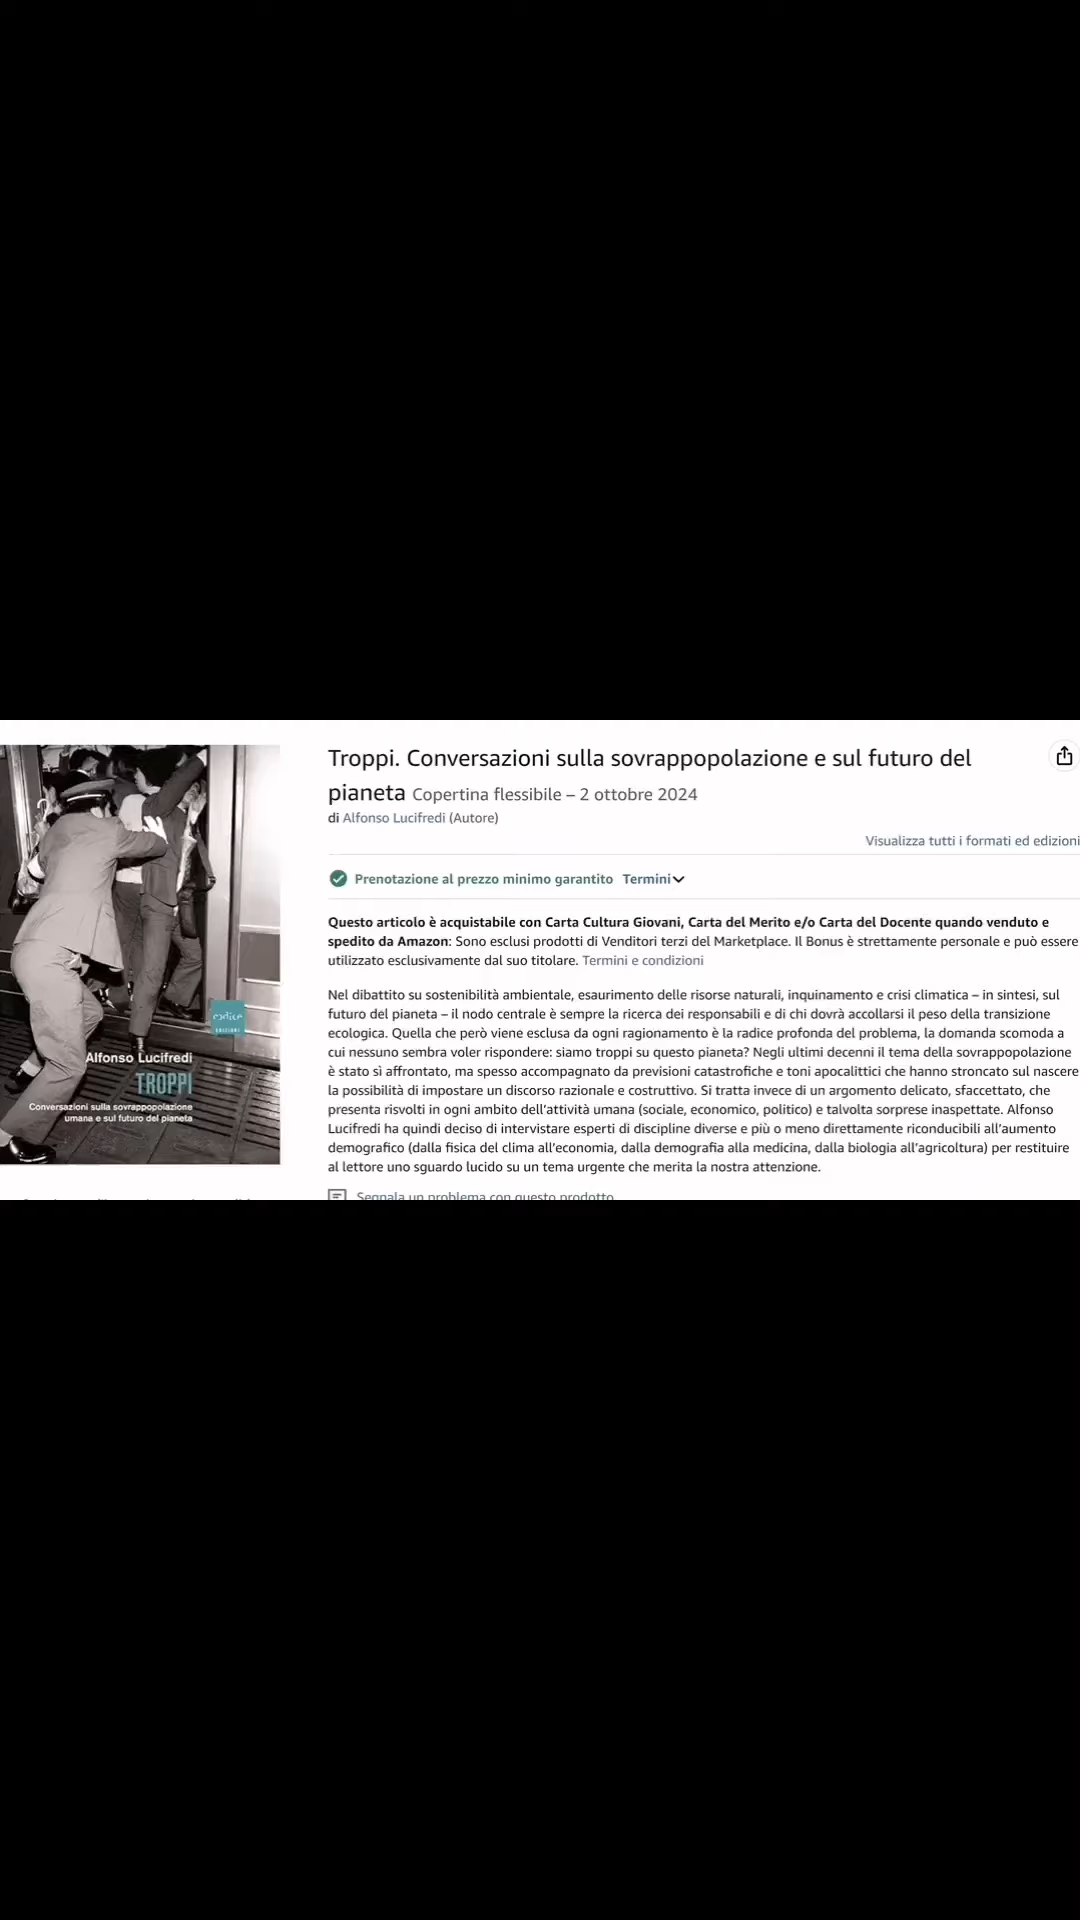 Troppi. Conversazioni sulla sovrappopolazione e sul futuro del
pianeta Copertina flessibile – 2 ottobre 2024
di Alfonso Lucifredi (Autore)
Visualizza tutti i formati ed edizioni
Prenotazione al prezzo minimo garantito Termini
Questo articolo è acquistabile con Carta Cultura Giovani, Carta del Merito e/o Carta del Docente quando venduto e
spedito da Amazon: Sono esclusi prodotti di Venditori terzi del Marketplace. Il Bonus è strettamente personale e può essere
utilizzato esclusivamente dal suo titolare. Termini e condizioni
Nel dibattito su sostenibilità ambientale, esaurimento delle risorse naturali, inquinamento e crisi climatica – in sintesi, sul
futuro del pianeta – il nodo centrale è sempre la ricerca dei responsabili e di chi dovrà accollarsi il peso della transizione
ecologica. Quella che però viene esclusa da ogni ragionamento è la radice profonda del problema, la domanda scomoda a
cui nessuno sembra voler rispondere: siamo troppi su questo pianeta? Negli ultimi decenni il tema della sovrappopolazione
è stato sì affrontato, ma spesso accompagnato da previsioni catastrofiche e toni apocalittici che hanno stroncato sul nascere
la possibilità di impostare un discorso razionale e costruttivo. Si tratta invece di un argomento delicato, sfaccettato, che
presenta risvolti in ogni ambito dell'attività umana (sociale, economico, politico) e talvolta sorprese inaspettate. Alfonso
Lucifredi ha quindi deciso di intervistare esperti di discipline diverse e più o meno direttamente riconducibili all'aumento
demografico (dalla fisica del clima all'economia, dalla demografia alla medicina, dalla biologia all'agricoltura) per restituire
al lettore uno sguardo lucido su un tema urgente che merita la nostra attenzione.
Segnala un problema con questo prodotto
radice
EDIZIONI
Alfonso Lucifredi
TROPPI
Conversazioni sulla sovrappopolazione
umana e sul futuro del pianeta